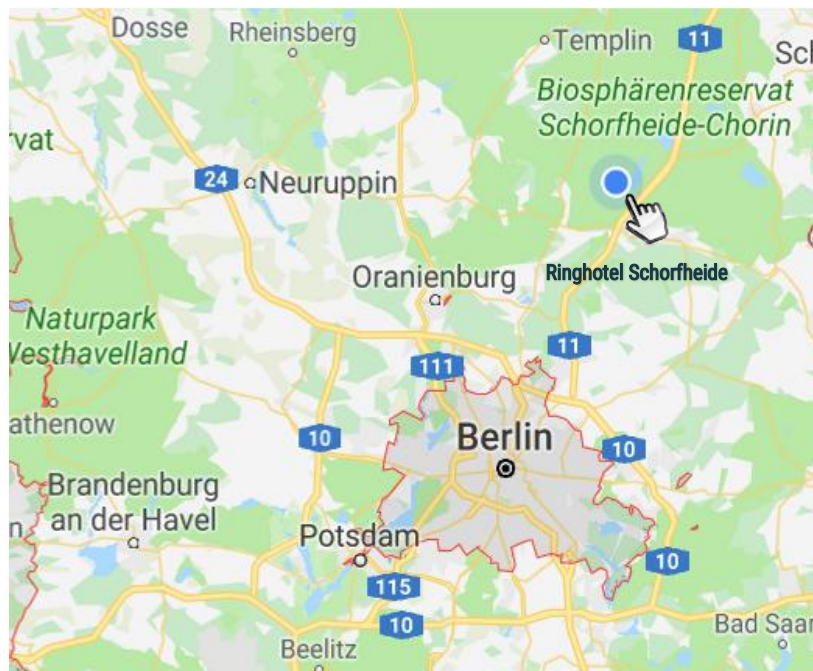 Dosse
Rheinsberg
Templin
11
Sch
Biosphärenreservat
Schorfheide-Chorin
vat
24
Neuruppin
Oranienburg
Ringhotel Schorfheide
Naturpark
Westhavelland
11
111
athenow
10
Berlin
10
Brandenburg
an der Havel
n
Potsdam
10
115
10
Bad Saar
Beelitz